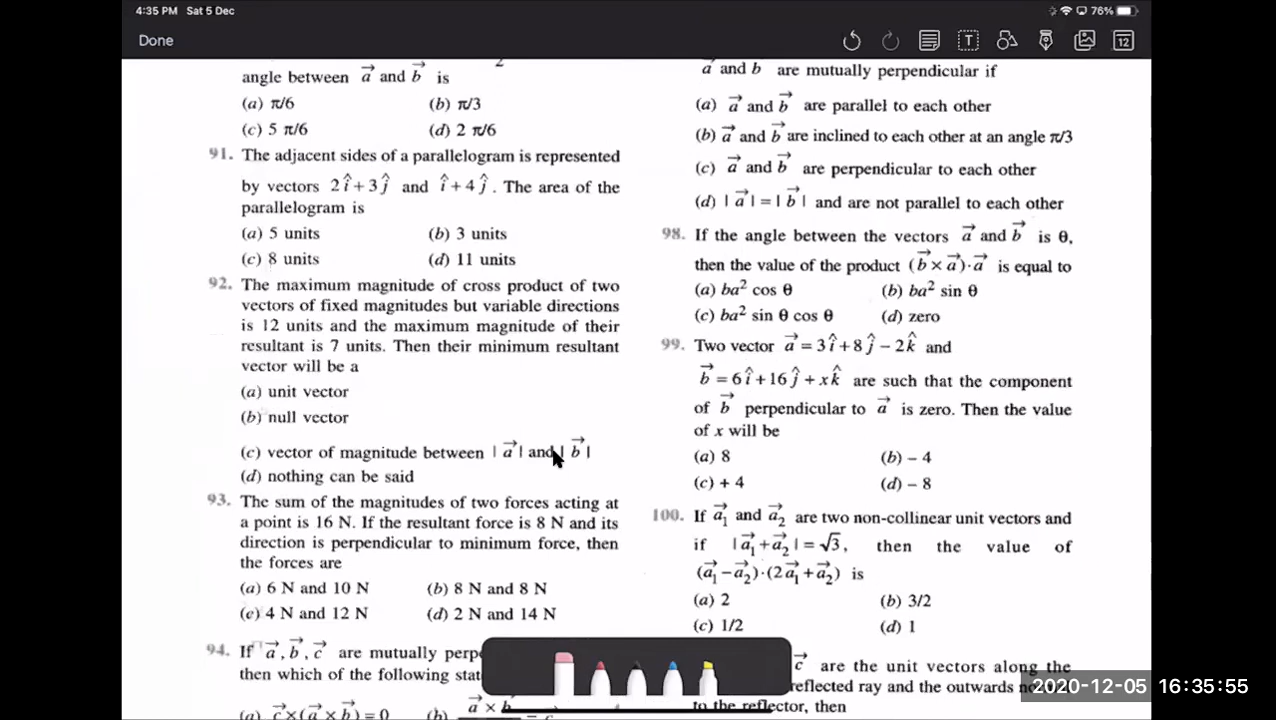 4:35 PM Sat 5 Dec
76%
Done
T
12
angle between a⃗ and b⃗ is
2
(a) π/6 (b) π/3
(c) 5 π/6 (d) 2 π/6
91. The adjacent sides of a parallelogram is represented
by vectors 2î + 3ĵ and î + 4ĵ. The area of the
parallelogram is
(a) 5 units (b) 3 units
(c) 8 units (d) 11 units
92. The maximum magnitude of cross product of two
vectors of fixed magnitudes but variable directions
is 12 units and the maximum magnitude of their
resultant is 7 units. Then their minimum resultant
vector will be a
(a) unit vector
(b) null vector
(c) vector of magnitude between |a⃗| and |b⃗|
(d) nothing can be said
93. The sum of the magnitudes of two forces acting at
a point is 16 N. If the resultant force is 8 N and its
direction is perpendicular to minimum force, then
the forces are
(a) 6 N and 10 N (b) 8 N and 8 N
(c) 4 N and 12 N (d) 2 N and 14 N
94. If a⃗, b⃗, c⃗ are mutually
then which of the following
(a) c⃗×(a⃗×b⃗)=0 (b) a⃗×b⃗
a⃗ and b⃗ are mutually perpendicular if
(a) a⃗ and b⃗ are parallel to each other
(b) a⃗ and b⃗ are inclined to each other at an angle π/3
(c) a⃗ and b⃗ are perpendicular to each other
(d) |a⃗|=|b⃗| and are not parallel to each other
98. If the angle between the vectors a⃗ and b⃗ is θ,
then the value of the product (b⃗×a⃗)·a⃗ is equal to
(a) ba² cos θ (b) ba² sin θ
(c) ba² sin θ cos θ (d) zero
99. Two vector a⃗ = 3î + 8ĵ − 2k̂ and
b⃗ = 6î + 16ĵ + xk̂ are such that the component
of b⃗ perpendicular to a⃗ is zero. Then the value
of x will be
(a) 8 (b) − 4
(c) + 4 (d) − 8
100. If a⃗₁ and a⃗₂ are two non-collinear unit vectors and
if |a⃗₁+a⃗₂| = √3, then the value of
(a⃗₁−a⃗₂)·(2a⃗₁+a⃗₂) is
(a) 2 (b) 3/2
(c) 1/2 (d) 1
c⃗ are the unit vectors along the
reflected ray and the outwards
to the reflector, then
2020-12-05 16:35:55